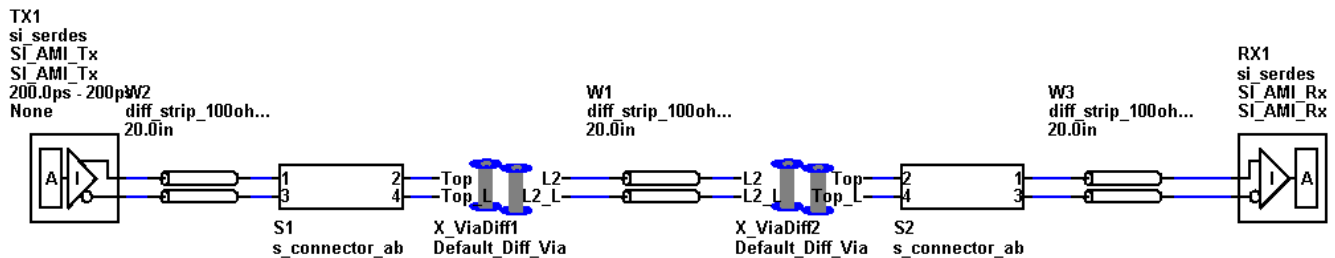 TX1
si_serdes
SI_AMI_Tx
SI_AMI_Tx
200.0ps - 200ps
None
W2
diff_strip_100oh...
20.0in
W1
diff_strip_100oh...
20.0in
W3
diff_strip_100oh...
20.0in
RX1
si_serdes
SI_AMI_Rx
SI_AMI_Rx
A I
1 2
3 4
S1
s_connector_ab
Top L2
Top_L L2_L
X_ViaDiff1
Default_Diff_Via
L2 Top
L2_L Top_L
X_ViaDiff2
Default_Diff_Via
2 1
4 3
S2
s_connector_ab
I A